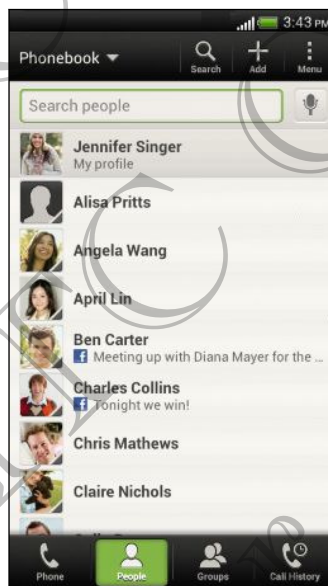 3:43 PM
Phonebook
Search
Add
Menu
Search people
Jennifer Singer
My profile
Alisa Pritts
Angela Wang
April Lin
Ben Carter
Meeting up with Diana Mayer for the ...
Charles Collins
Tonight we win!
Chris Mathews
Claire Nichols
Phone
People
Groups
Call History